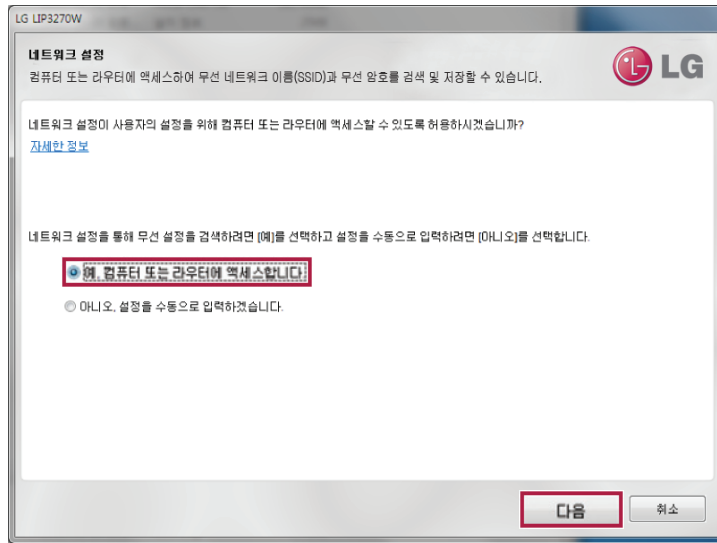 LG LIP3270W
네트워크 설정
컴퓨터 또는 라우터에 액세스하여 무선 네트워크 이름(SSID)과 무선 암호를 검색 및 저장할 수 있습니다.
LG
네트워크 설정이 사용자의 설정을 위해 컴퓨터 또는 라우터에 액세스할 수 있도록 허용하시겠습니까?
자세한 정보
네트워크 설정을 통해 무선 설정을 검색하려면 [예]를 선택하고 설정을 수동으로 입력하려면 [아니오]를 선택합니다.
예, 컴퓨터 또는 라우터에 액세스합니다.
아니오, 설정을 수동으로 입력하겠습니다.
다음
취소